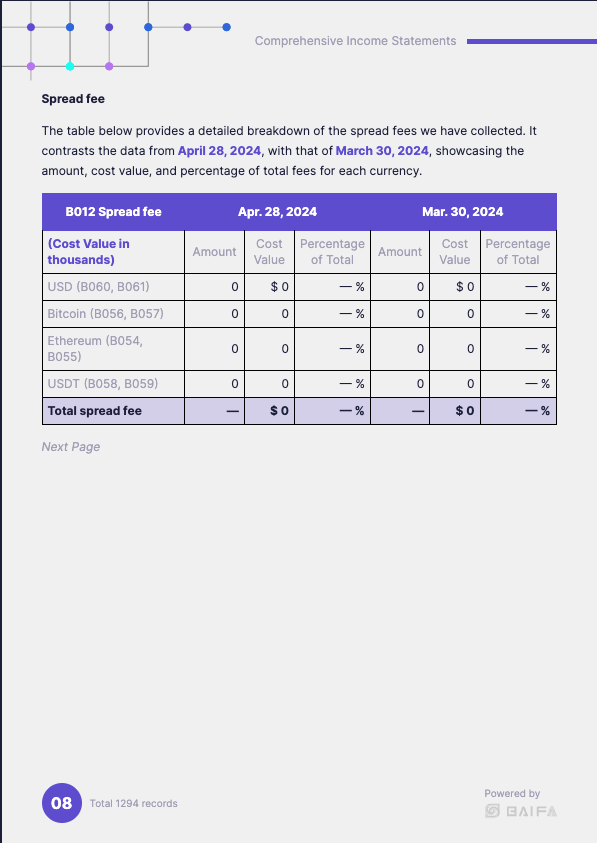 Comprehensive Income Statements
Spread fee
The table below provides a detailed breakdown of the spread fees we have collected. It
contrasts the data from April 28, 2024, with that of March 30, 2024, showcasing the
amount, cost value, and percentage of total fees for each currency.
B012 Spread fee Apr. 28, 2024 Mar. 30, 2024
(Cost Value in
thousands)
Amount
Cost
Value
Percentage
of Total
Amount
Cost
Value
Percentage
of Total
USD (B060, B061) 0 $ 0 — % 0 $ 0 — %
Bitcoin (B056, B057) 0 0 — % 0 0 — %
Ethereum (B054,
B055) 0 0 — % 0 0 — %
USDT (B058, B059) 0 0 — % 0 0 — %
Total spread fee — $ 0 — % — $ 0 — %
Next Page
08 Total 1294 records
Powered by
BAIFA